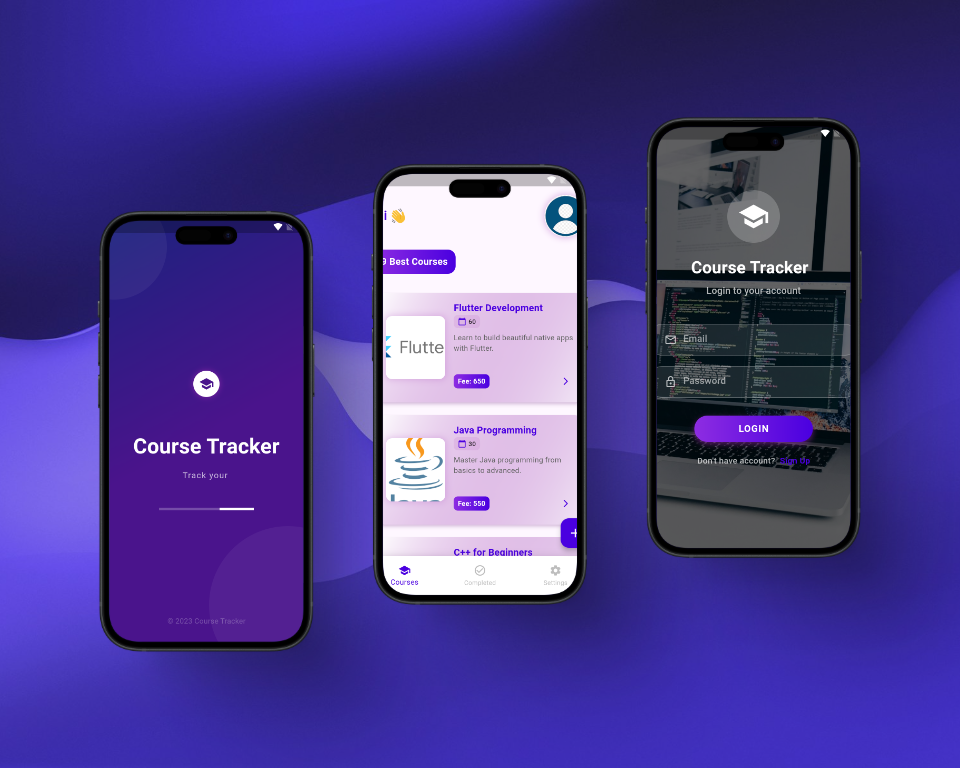 Course Tracker
Track your
© 2023 Course Tracker
i 👋
9 Best Courses
Flutter Development
60
Flutte
Learn to build beautiful native apps
with Flutter.
Fee: 650
Java Programming
30
Master Java programming from
basics to advanced.
Java
Fee: 550
C++ for Beginners
Courses
Completed
Settings
Course Tracker
Login to your account
Email
Password
LOGIN
Don't have account? Sign Up